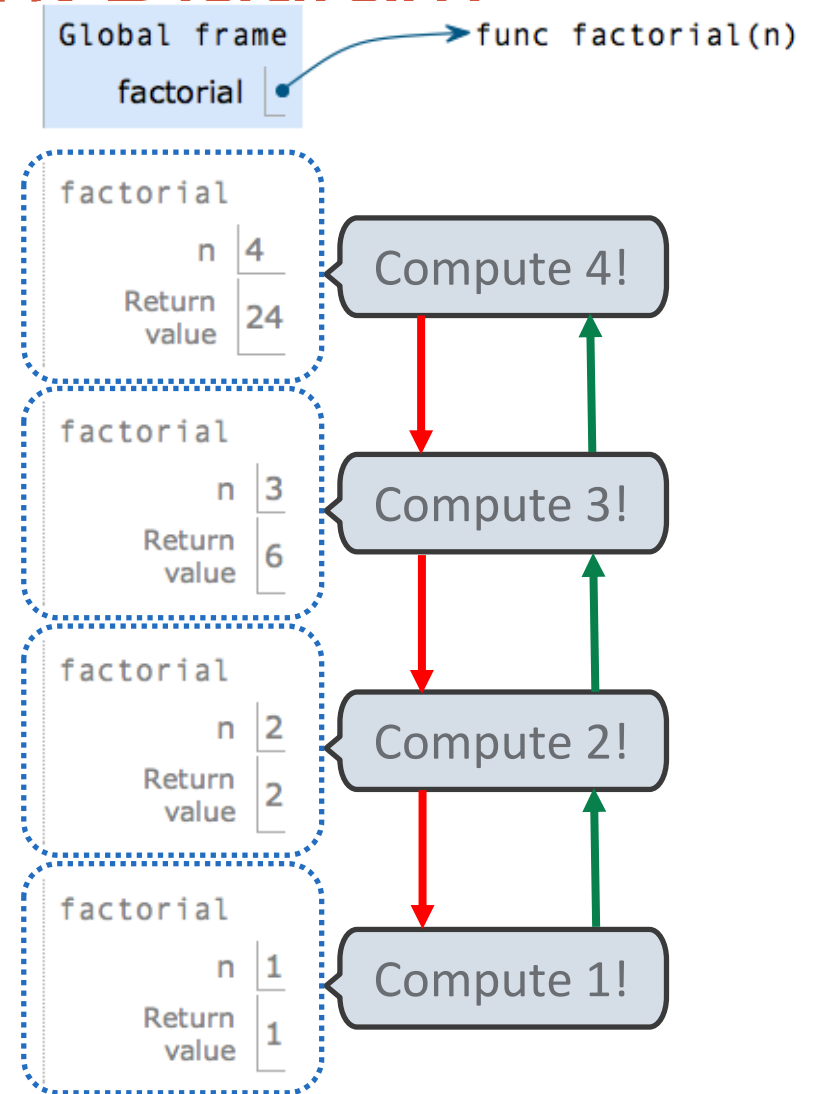 Global frame
func factorial(n)
factorial
factorial
n 4
Return
value 24
Compute 4!
factorial
n 3
Return
value 6
Compute 3!
factorial
n 2
Return
value 2
Compute 2!
factorial
n 1
Return
value 1
Compute 1!